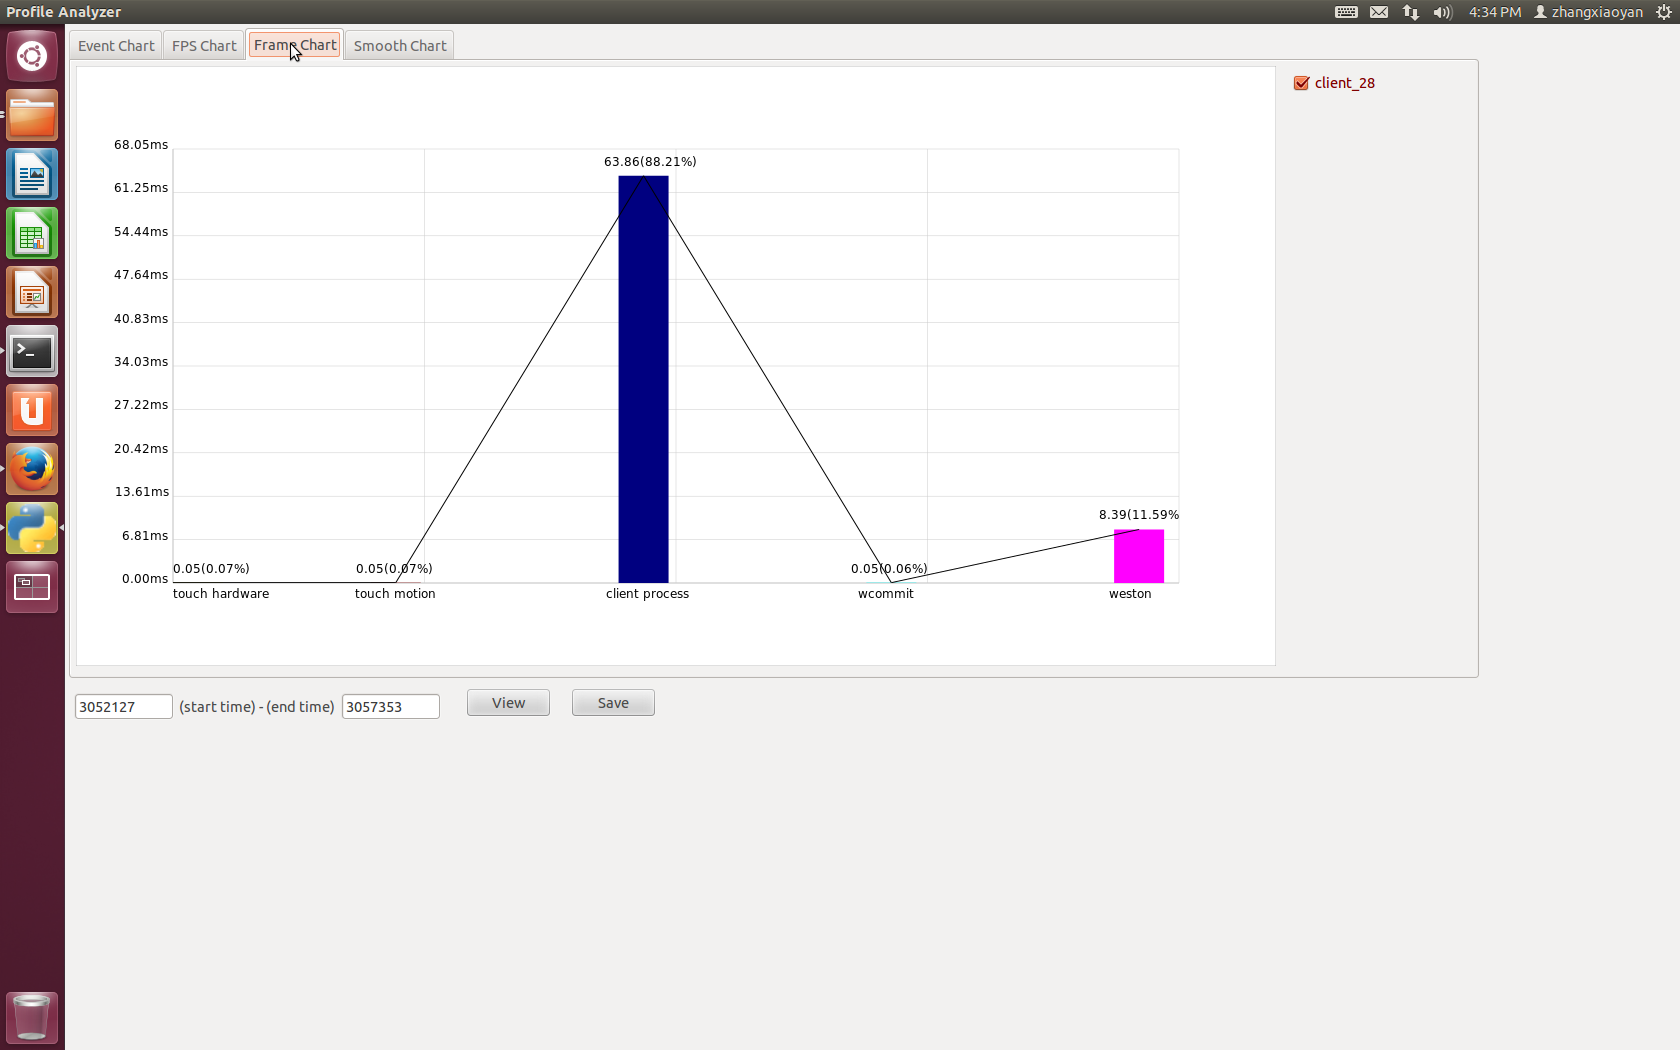 Profile Analyzer
4:34 PM zhangxiaoyan
Event Chart FPS Chart Frame Chart Smooth Chart
client_28
68.05ms
63.86(88.21%)
61.25ms
54.44ms
47.64ms
40.83ms
34.03ms
27.22ms
20.42ms
13.61ms
8.39(11.59%
6.81ms
0.05(0.07%) 0.05(0.07%) 0.05(0.06%)
0.00ms
touch hardware touch motion client process wcommit weston
3052127 (start time) - (end time) 3057353 View Save